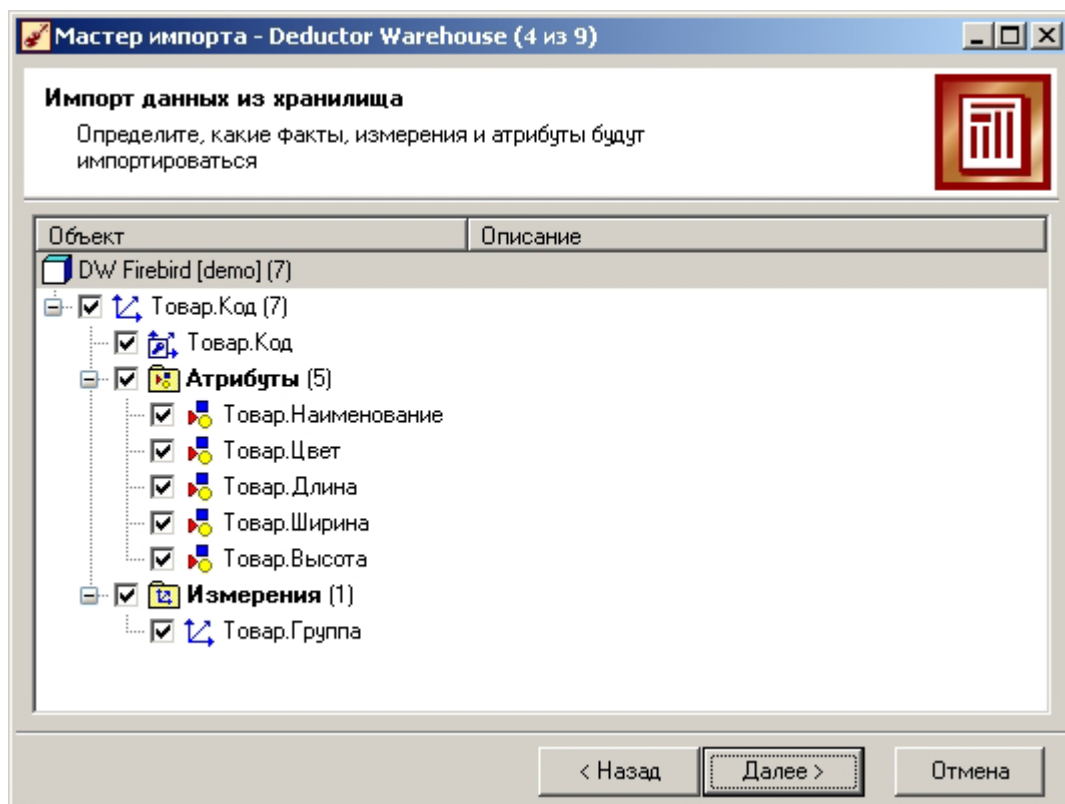 Мастер импорта - Deductor Warehouse (4 из 9)
Импорт данных из хранилища
Определите, какие факты, измерения и атрибуты будут
импортироваться
Объект Описание
DW Firebird [demo] (7)
Товар.Код (7)
Товар.Код
Атрибуты (5)
Товар.Наименование
Товар.Цвет
Товар.Длина
Товар.Ширина
Товар.Высота
Измерения (1)
Товар.Группа
< Назад Далее > Отмена